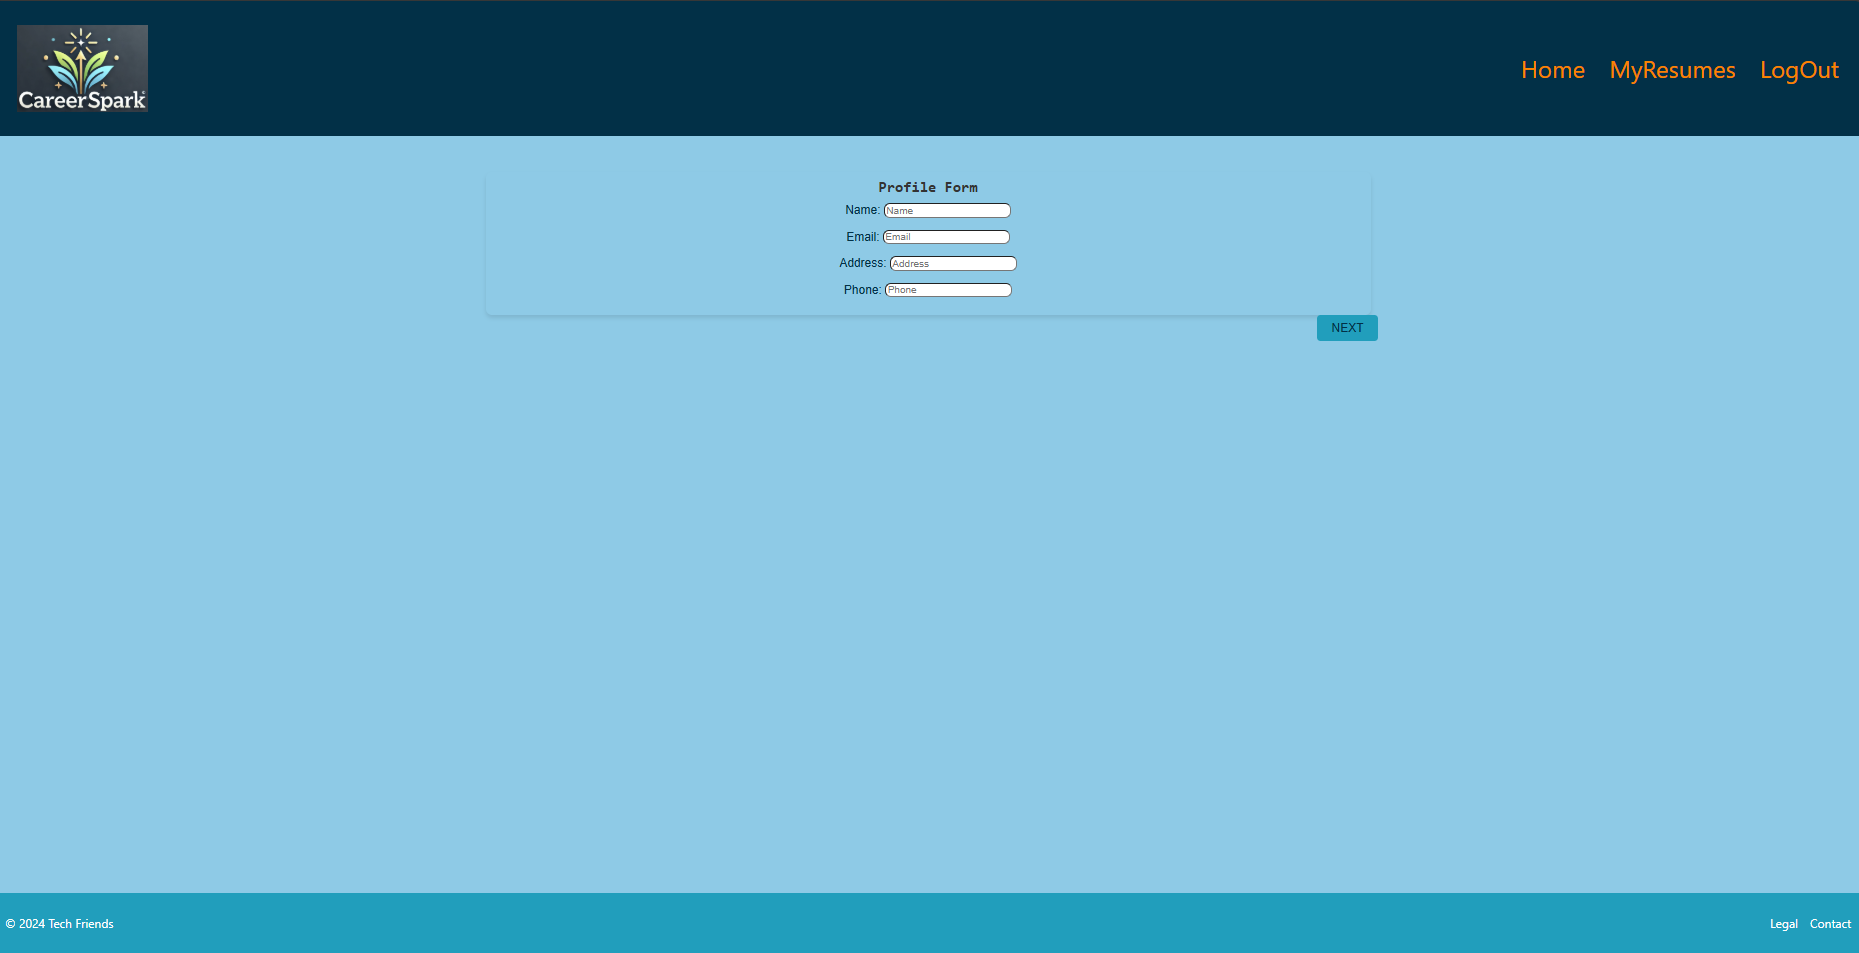 CareerSpark
Home MyResumes LogOut
Profile Form
Name: Name
Email: Email
Address: Address
Phone: Phone
NEXT
© 2024 Tech Friends
Legal Contact